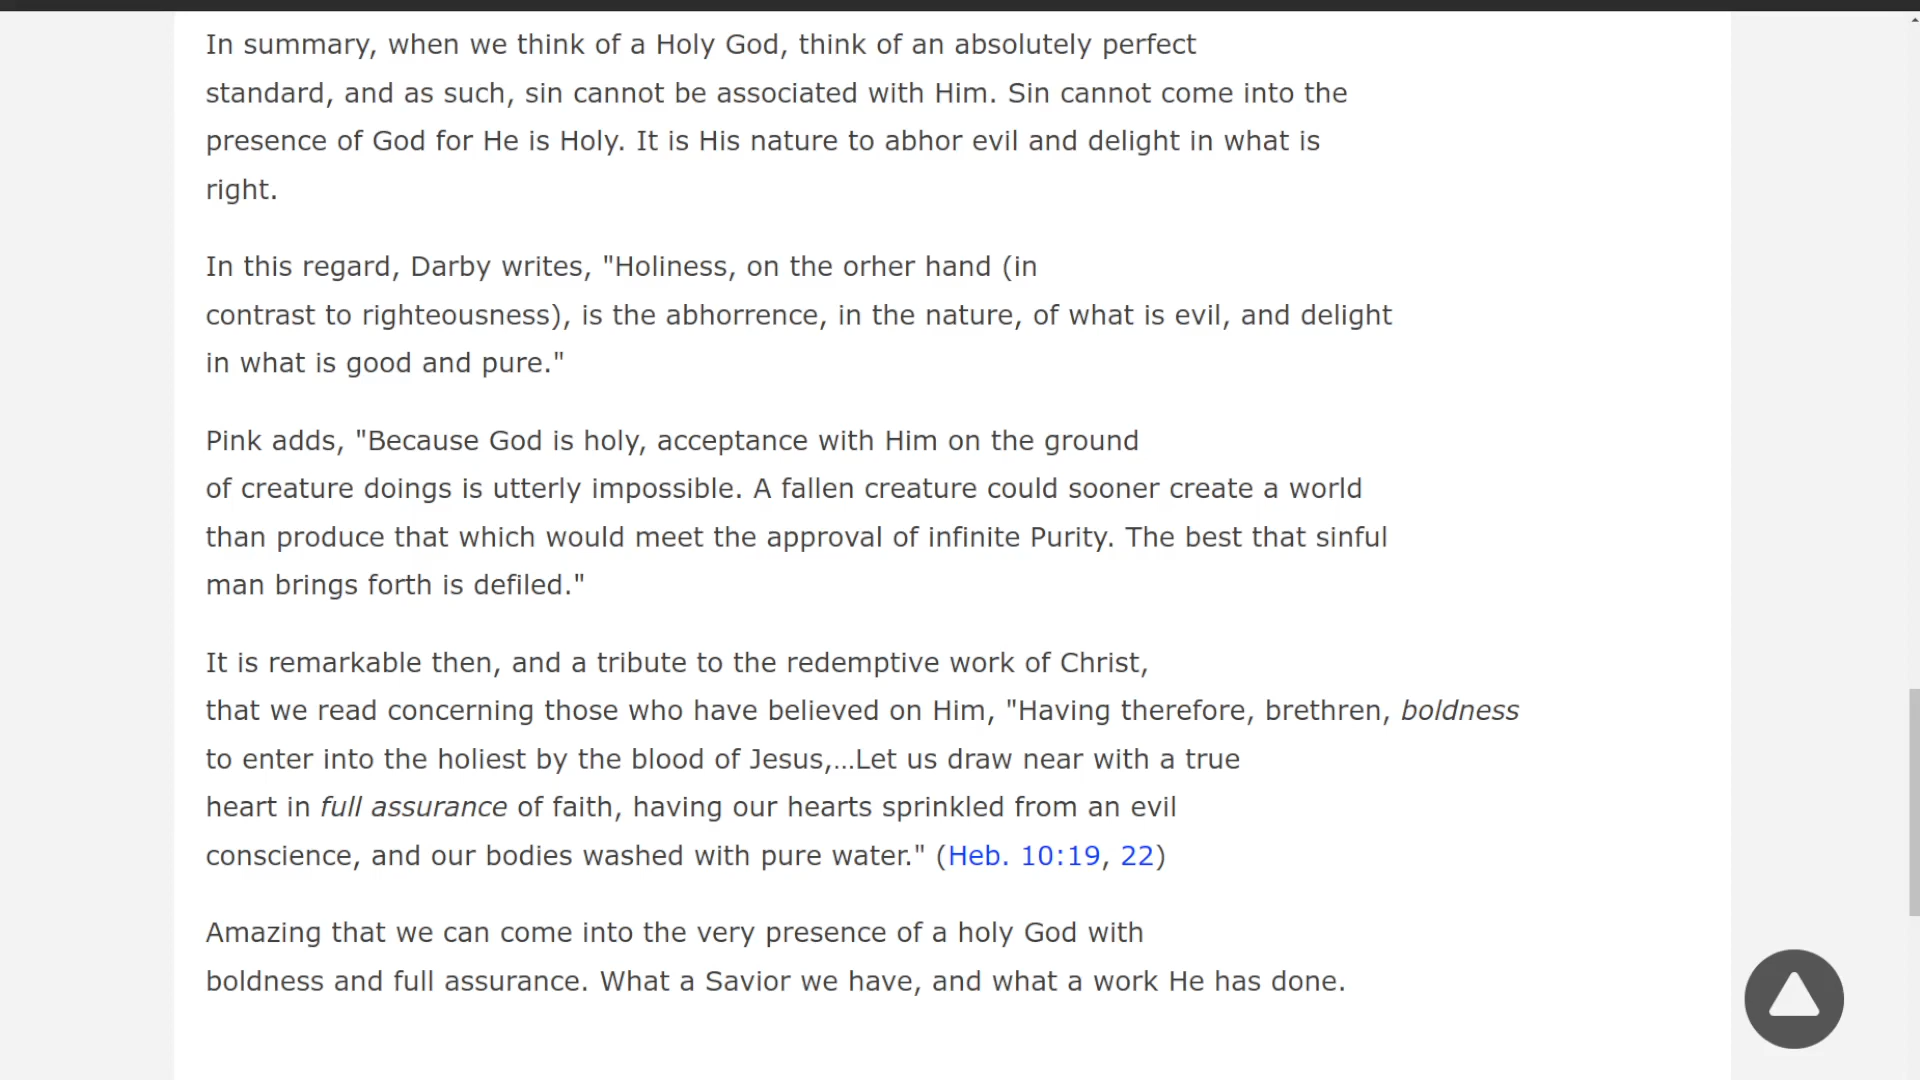 In summary, when we think of a Holy God, think of an absolutely perfect
standard, and as such, sin cannot be associated with Him. Sin cannot come into the
presence of God for He is Holy. It is His nature to abhor evil and delight in what is
right.
In this regard, Darby writes, "Holiness, on the orher hand (in
contrast to righteousness), is the abhorrence, in the nature, of what is evil, and delight
in what is good and pure."
Pink adds, "Because God is holy, acceptance with Him on the ground
of creature doings is utterly impossible. A fallen creature could sooner create a world
than produce that which would meet the approval of infinite Purity. The best that sinful
man brings forth is defiled."
It is remarkable then, and a tribute to the redemptive work of Christ,
that we read concerning those who have believed on Him, "Having therefore, brethren, boldness
to enter into the holiest by the blood of Jesus,...Let us draw near with a true
heart in full assurance of faith, having our hearts sprinkled from an evil
conscience, and our bodies washed with pure water." (Heb. 10:19, 22)
Amazing that we can come into the very presence of a holy God with
boldness and full assurance. What a Savior we have, and what a work He has done.